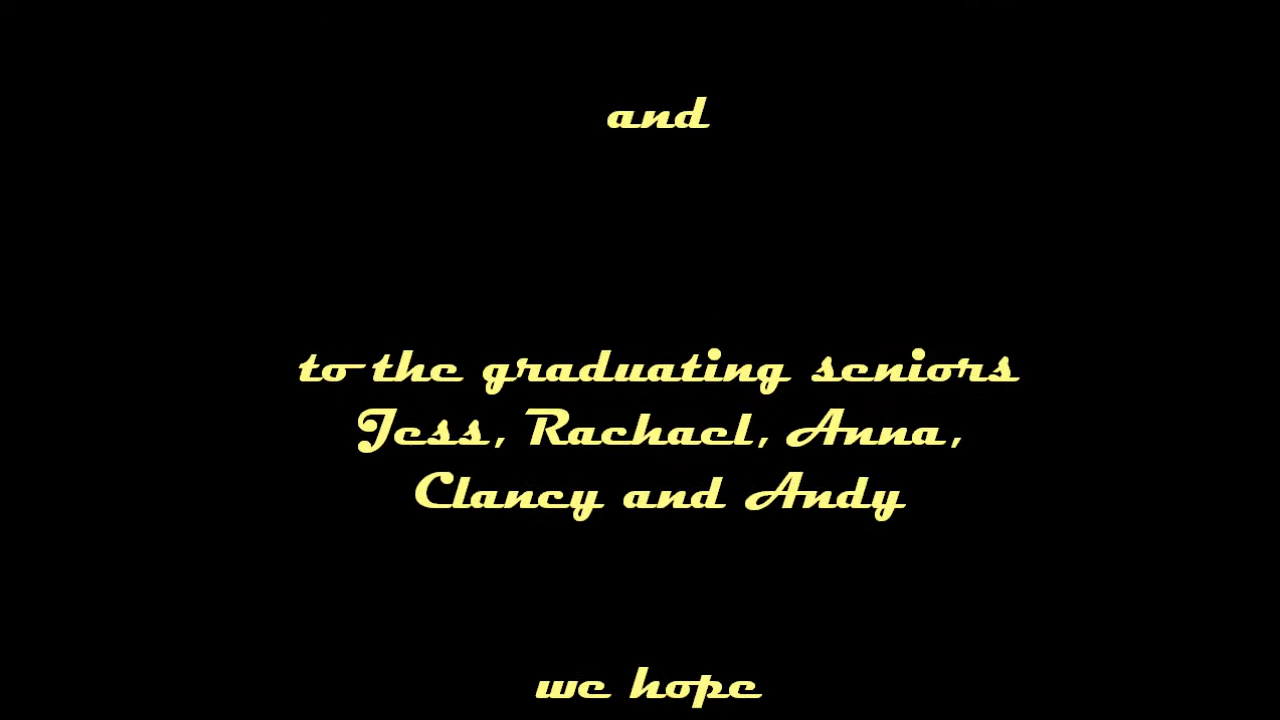 and
to the graduating seniors
Jess, Rachael, Anna,
Clancy and Andy
we hope